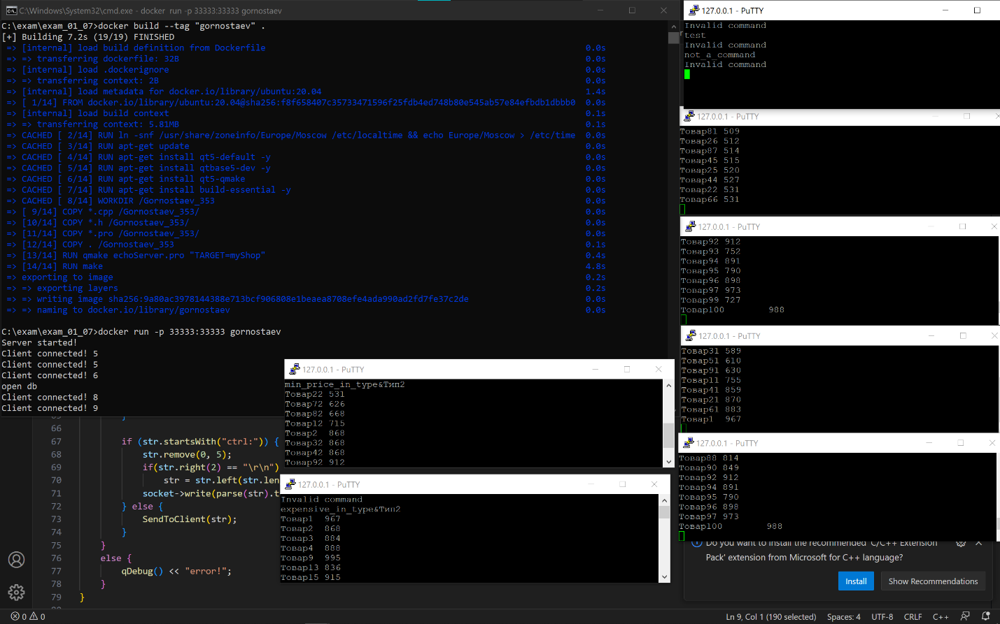 C:\Windows\System32\cmd.exe - docker run -p 33333:33333 gornostaev
C:\exam\exam_01_07>docker build --tag "gornostaev" .
[+] Building 7.2s (19/19) FINISHED
=> [internal] load build definition from Dockerfile 0.0s
=> => transferring dockerfile: 32B 0.0s
=> [internal] load .dockerignore 0.0s
=> => transferring context: 2B 0.0s
=> [internal] load metadata for docker.io/library/ubuntu:20.04 1.4s
=> [ 1/14] FROM docker.io/library/ubuntu:20.04@sha256:f8f658407c35733471596f25fdb4ed748b80e545ab57e84efbdb1dbbb0 0.0s
=> [internal] load build context 0.1s
=> => transferring context: 5.81MB 0.1s
=> CACHED [ 2/14] RUN ln -snf /usr/share/zoneinfo/Europe/Moscow /etc/localtime && echo Europe/Moscow > /etc/time 0.0s
=> CACHED [ 3/14] RUN apt-get update 0.0s
=> CACHED [ 4/14] RUN apt-get install qt5-default -y 0.0s
=> CACHED [ 5/14] RUN apt-get install qtbase5-dev -y 0.0s
=> CACHED [ 6/14] RUN apt-get install qt5-qmake 0.0s
=> CACHED [ 7/14] RUN apt-get install build-essential -y 0.0s
=> CACHED [ 8/14] WORKDIR /Gornostaev_353 0.0s
=> [ 9/14] COPY *.cpp /Gornostaev_353/ 0.0s
=> [10/14] COPY *.h /Gornostaev_353/ 0.0s
=> [11/14] COPY *.pro /Gornostaev_353/ 0.0s
=> [12/14] COPY . /Gornostaev_353 0.1s
=> [13/14] RUN qmake echoServer.pro "TARGET=myShop" 0.4s
=> [14/14] RUN make 4.8s
=> exporting to image 0.2s
=> => exporting layers 0.2s
=> => writing image sha256:9a80ac3978144388e713bcf906808e1beaea8708efe4ada990ad2fd7fe37c2de 0.0s
=> => naming to docker.io/library/gornostaev 0.0s
C:\exam\exam_01_07>docker run -p 33333:33333 gornostaev
Server started!
Client connected! 5
Client connected! 5
Client connected! 6
open db
Client connected! 8
Client connected! 9
66
67 if (str.startsWith("ctrl:")) {
68 str.remove(0, 5);
69 if(str.right(2) == "\r\n")
70 str = str.left(str.len
71 socket->write(parse(str).t
72 } else {
73 SendToClient(str);
74 }
75 }
76 else {
77 qDebug() << "error!";
78 }
79 }
127.0.0.1 - PuTTY
min_price_in_type&Тип2
Товар22 531
Товар72 626
Товар82 668
Товар12 715
Товар2 868
Товар32 868
Товар42 868
Товар92 912
127.0.0.1 - PuTTY
Invalid command
expensive_in_type&Тип2
Товар1 967
Товар2 868
Товар3 884
Товар4 888
Товар9 995
Товар13 836
Товар15 915
127.0.0.1 - PuTTY
Invalid command
test
Invalid command
not_a_command
Invalid command
127.0.0.1 - PuTTY
Товар81 509
Товар26 512
Товар87 514
Товар45 515
Товар25 520
Товар44 527
Товар22 531
Товар66 531
127.0.0.1 - PuTTY
Товар92 912
Товар93 752
Товар94 891
Товар95 790
Товар96 898
Товар97 973
Товар99 727
Товар100 988
127.0.0.1 - PuTTY
Товар31 589
Товар51 610
Товар91 630
Товар11 755
Товар41 859
Товар21 870
Товар61 883
Товар1 967
127.0.0.1 - PuTTY
Товар88 814
Товар90 849
Товар92 912
Товар94 891
Товар95 790
Товар96 898
Товар97 973
Товар100 988
Do you want to install the recommended 'C/C++ Extension
Pack' extension from Microsoft for C++ language?
Install Show Recommendations
0 0 Ln 9, Col 1 (190 selected) Spaces: 4 UTF-8 CRLF C++